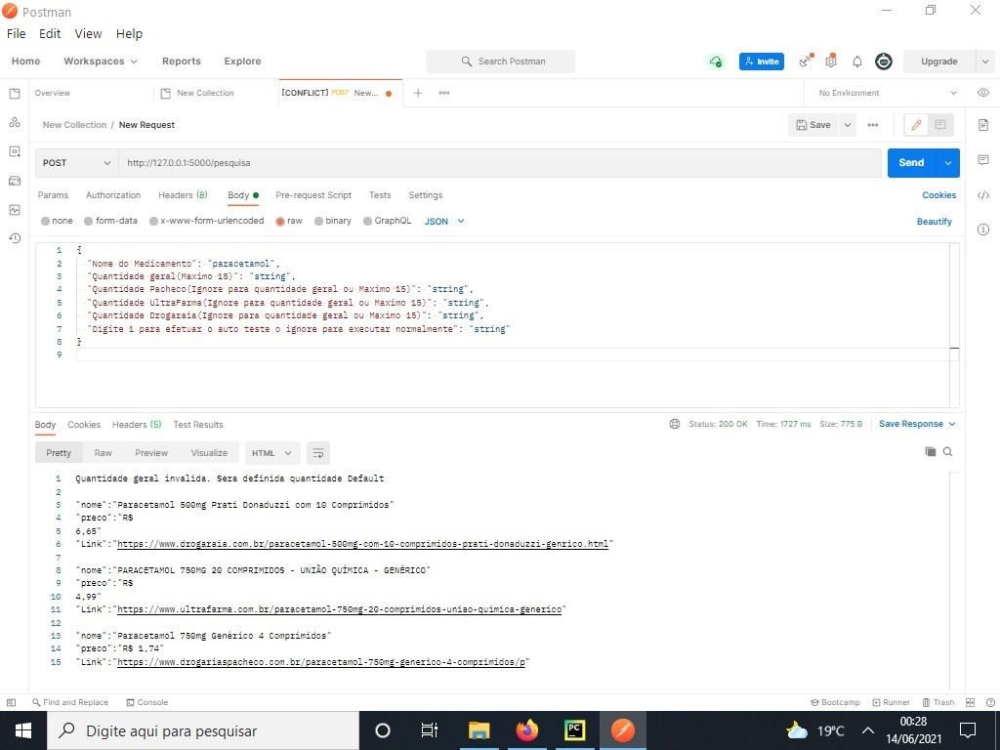 Postman
File Edit View Help
Home Workspaces Reports Explore Search Postman Invite Upgrade
Overview New Collection [CONFLICT] POST New... No Environment
New Collection / New Request Save
POST http://127.0.0.1:5000/pesquisa Send
Params Authorization Headers (8) Body Pre-request Script Tests Settings Cookies
none form-data x-www-form-urlencoded raw binary GraphQL JSON Beautify
1 {
2 "Nome do Medicamento": "paracetamol",
3 "Quantidade geral(Maximo 15)": "string",
4 "Quantidade Pacheco(Ignore para quantidade geral ou Maximo 15)": "string",
5 "Quantidade UltraFarma(Ignore para quantidade geral ou Maximo 15)": "string",
6 "Quantidade Drogaraia(Ignore para quantidade geral ou Maximo 15)": "string",
7 "Digite 1 para efetuar o auto teste o ignore para executar normalmente": "string"
8 }
9
Body Cookies Headers (5) Test Results Status: 200 OK Time: 1727 ms Size: 775 B Save Response
Pretty Raw Preview Visualize HTML
1 Quantidade geral invalida. Sera definida quantidade Default
2
3 "nome":"Paracetamol 500mg Prati Donaduzzi com 10 Comprimidos"
4 "preco":"R$
5 6,65"
6 "Link":"https://www.drogaraia.com.br/paracetamol-500mg-com-10-comprimidos-prati-donaduzzi-genrico.html"
7
8 "nome":"PARACETAMOL 750MG 20 COMPRIMIDOS - UNIÃO QUÍMICA - GENÉRICO"
9 "preco":"R$
10 4,99"
11 "Link":"https://www.ultrafarma.com.br/paracetamol-750mg-20-comprimidos-uniao-quimica-generico"
12
13 "nome":"Paracetamol 750mg Genérico 4 Comprimidos"
14 "preco":"R$ 1,74"
15 "Link":"https://www.drogariaspacheco.com.br/paracetamol-750mg-generico-4-comprimidos/p"
Find and Replace Console Bootcamp Runner Trash
Digite aqui para pesquisar PC 19°C 00:28
14/06/2021